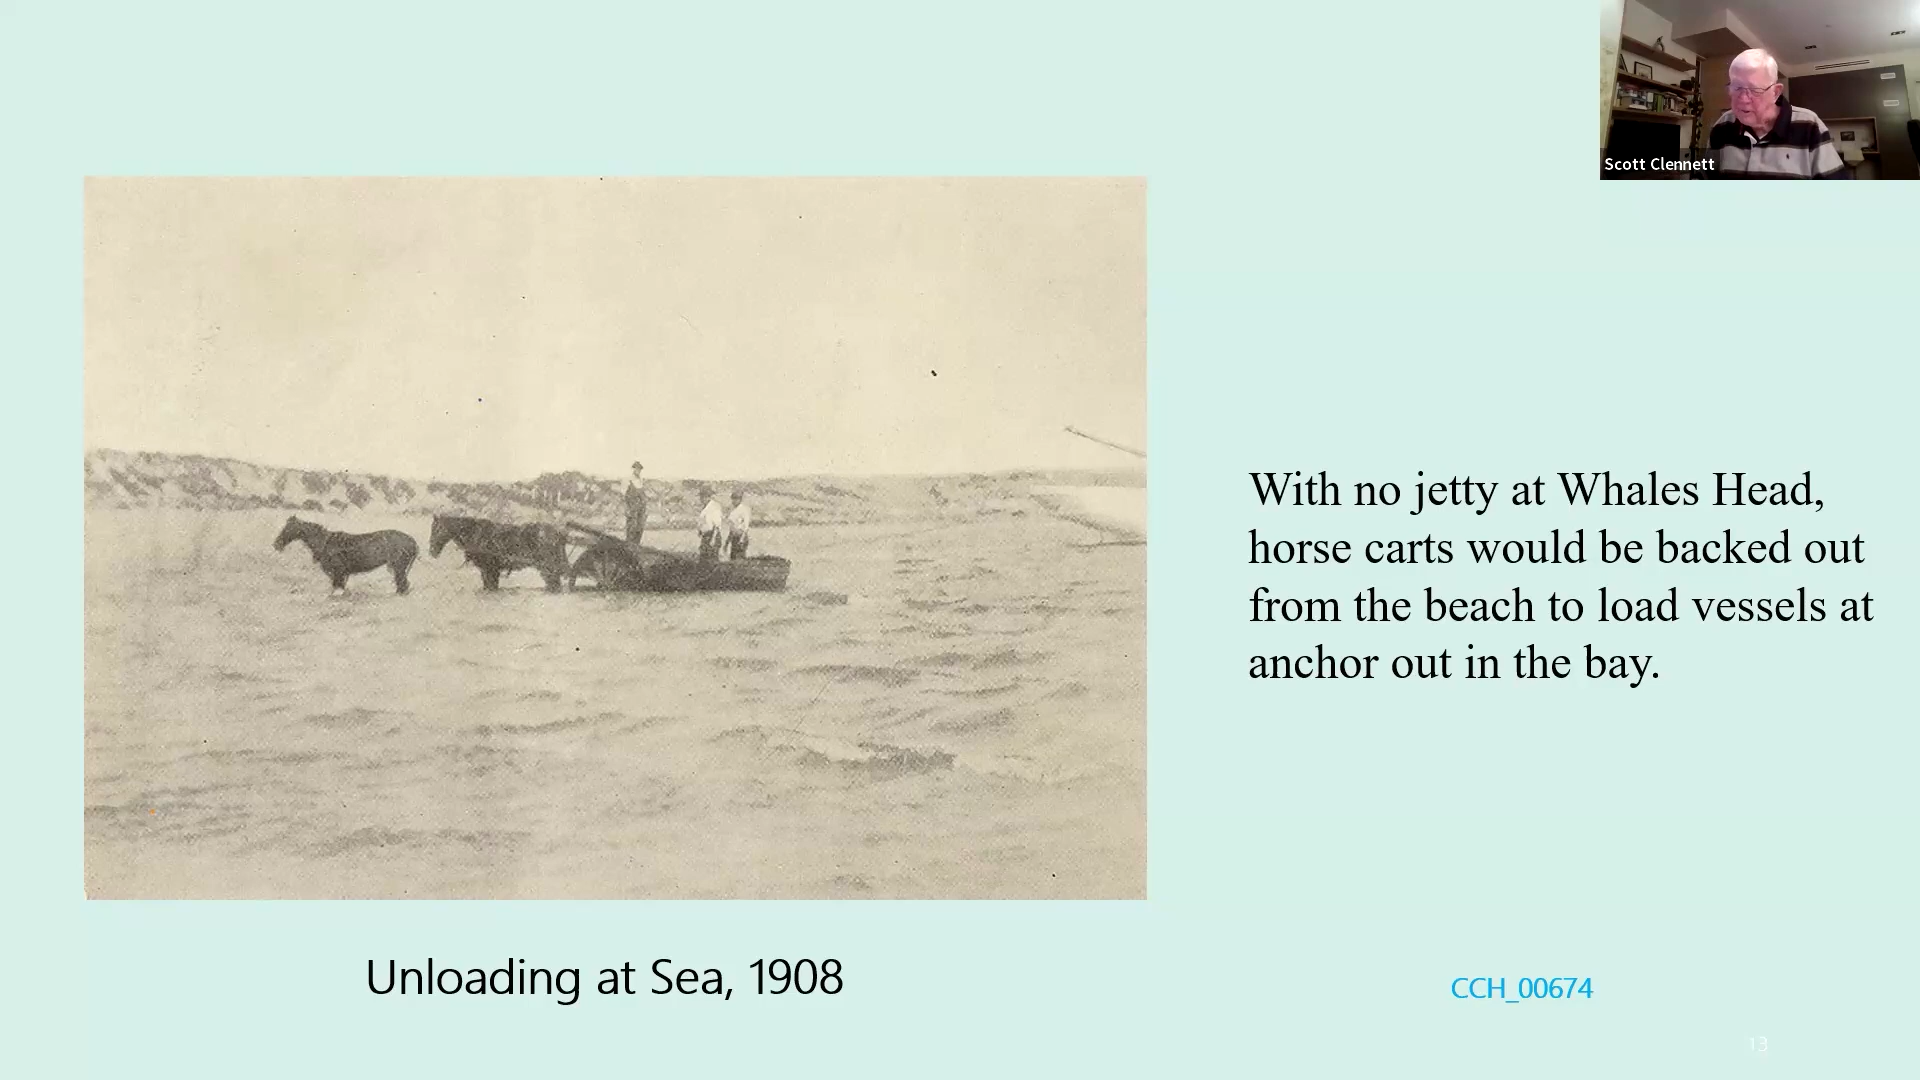 Scott Clennett
With no jetty at Whales Head,
horse carts would be backed out
from the beach to load vessels at
anchor out in the bay.
Unloading at Sea, 1908
CCH_00674
13